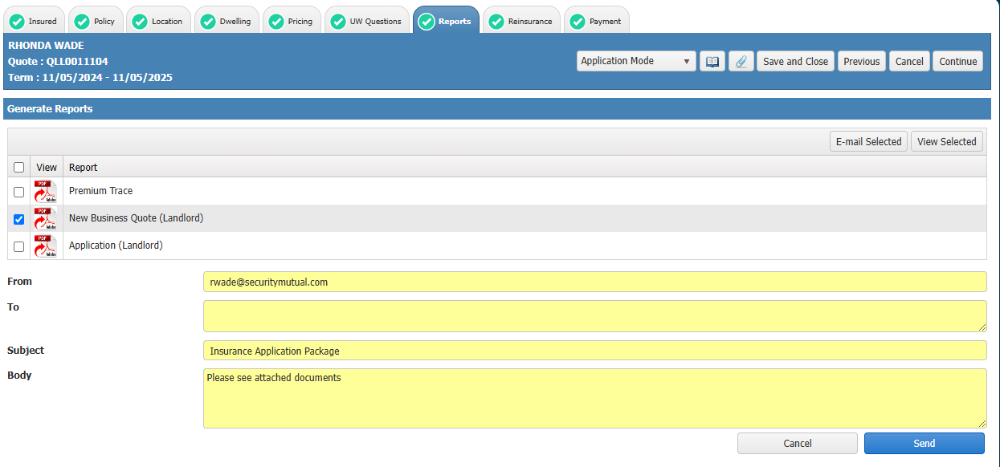 Insured Policy Location Dwelling Pricing UW Questions Reports Reinsurance Payment
RHONDA WADE
Quote : QLL0011104
Term : 11/05/2024 - 11/05/2025
Application Mode Save and Close Previous Cancel Continue
Generate Reports
E-mail Selected View Selected
View Report
PDF Adobe Premium Trace
PDF Adobe New Business Quote (Landlord)
PDF Adobe Application (Landlord)
From rwade@securitymutual.com
To
Subject Insurance Application Package
Body Please see attached documents
Cancel Send